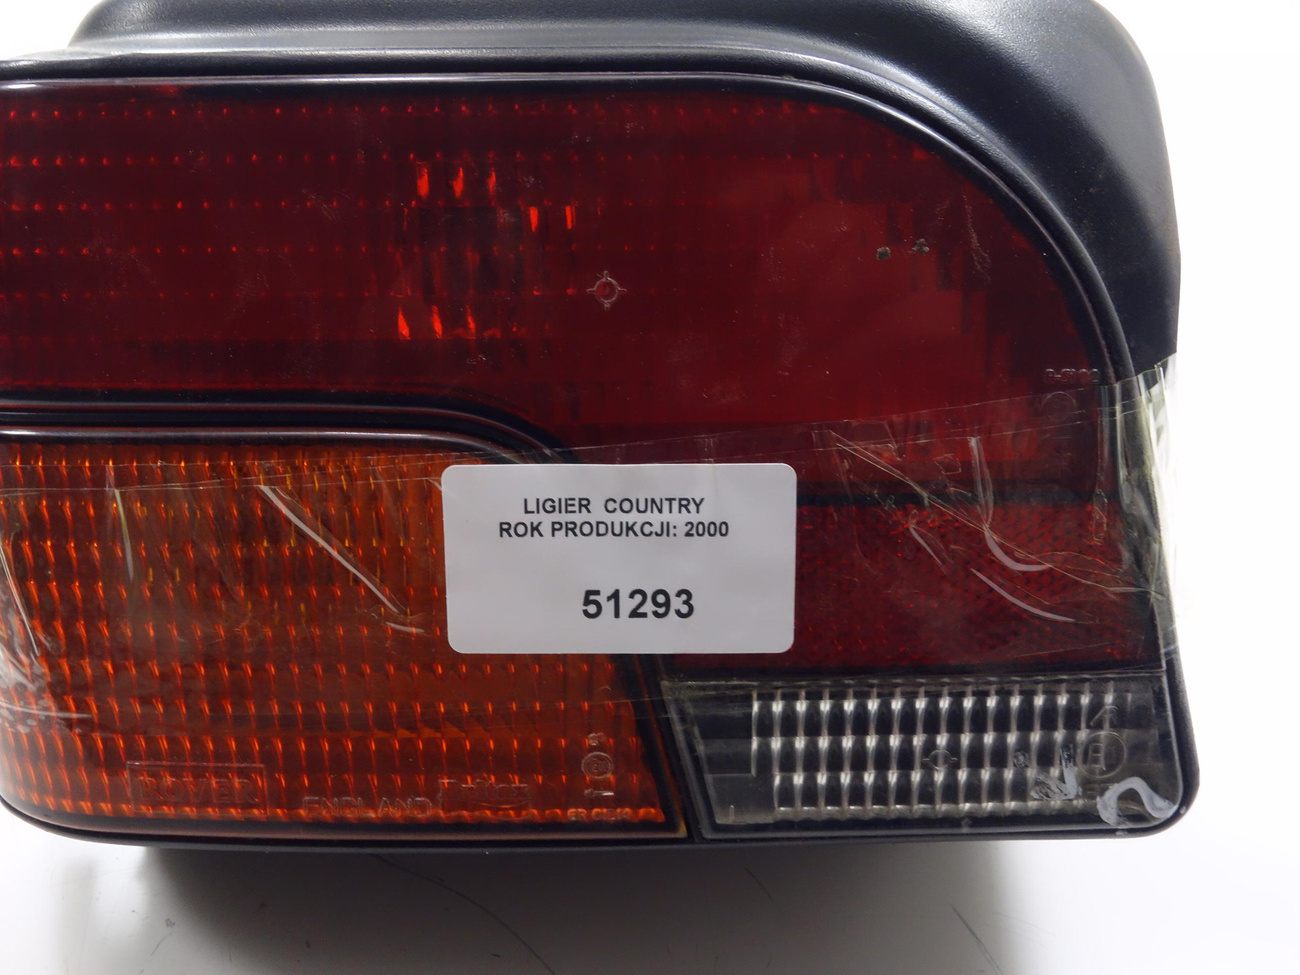 LIGIER COUNTRY
ROK PRODUKCJI: 2000
51293
ROVER
ENGLAND